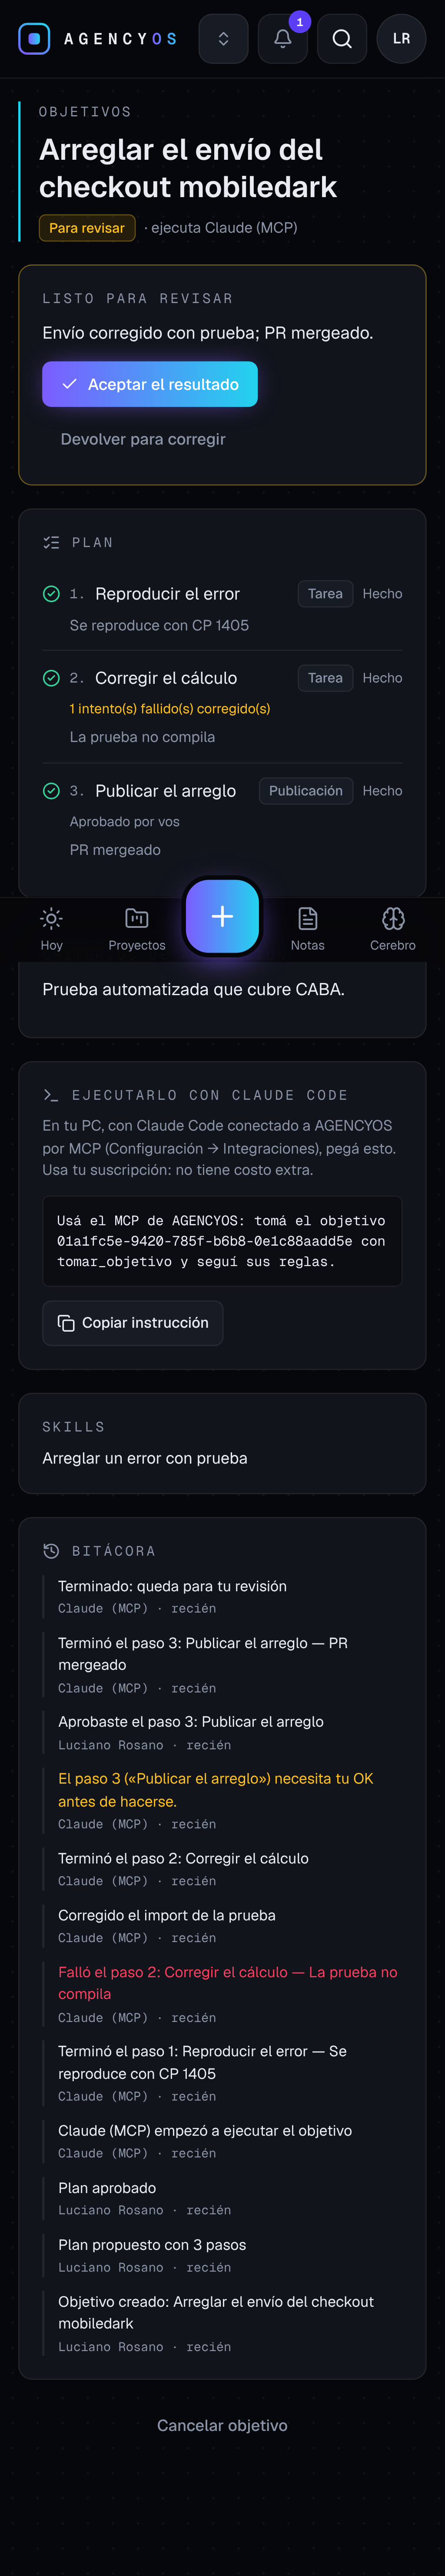 AGENCYOS
1
LR
OBJETIVOS
Arreglar el envío del
checkout mobiledark
Para revisar · ejecuta Claude (MCP)
LISTO PARA REVISAR
Envío corregido con prueba; PR mergeado.
Aceptar el resultado
Devolver para corregir
PLAN
1. Reproducir el error Tarea Hecho
Se reproduce con CP 1405
2. Corregir el cálculo Tarea Hecho
1 intento(s) fallido(s) corregido(s)
La prueba no compila
3. Publicar el arreglo Publicación Hecho
Aprobado por vos
PR mergeado
Hoy Proyectos Notas Cerebro
Prueba automatizada que cubre CABA.
EJECUTARLO CON CLAUDE CODE
En tu PC, con Claude Code conectado a AGENCYOS
por MCP (Configuración → Integraciones), pegá esto.
Usa tu suscripción: no tiene costo extra.
Usá el MCP de AGENCYOS: tomá el objetivo
01a1fc5e-9420-785f-b6b8-0e1c88aadd5e con
tomar_objetivo y seguí sus reglas.
Copiar instrucción
SKILLS
Arreglar un error con prueba
BITÁCORA
Terminado: queda para tu revisión
Claude (MCP) · recién
Terminó el paso 3: Publicar el arreglo — PR
mergeado
Claude (MCP) · recién
Aprobaste el paso 3: Publicar el arreglo
Luciano Rosano · recién
El paso 3 («Publicar el arreglo») necesita tu OK
antes de hacerse.
Claude (MCP) · recién
Terminó el paso 2: Corregir el cálculo
Claude (MCP) · recién
Corregido el import de la prueba
Claude (MCP) · recién
Falló el paso 2: Corregir el cálculo — La prueba no
compila
Claude (MCP) · recién
Terminó el paso 1: Reproducir el error — Se
reproduce con CP 1405
Claude (MCP) · recién
Claude (MCP) empezó a ejecutar el objetivo
Claude (MCP) · recién
Plan aprobado
Luciano Rosano · recién
Plan propuesto con 3 pasos
Luciano Rosano · recién
Objetivo creado: Arreglar el envío del checkout
mobiledark
Luciano Rosano · recién
Cancelar objetivo